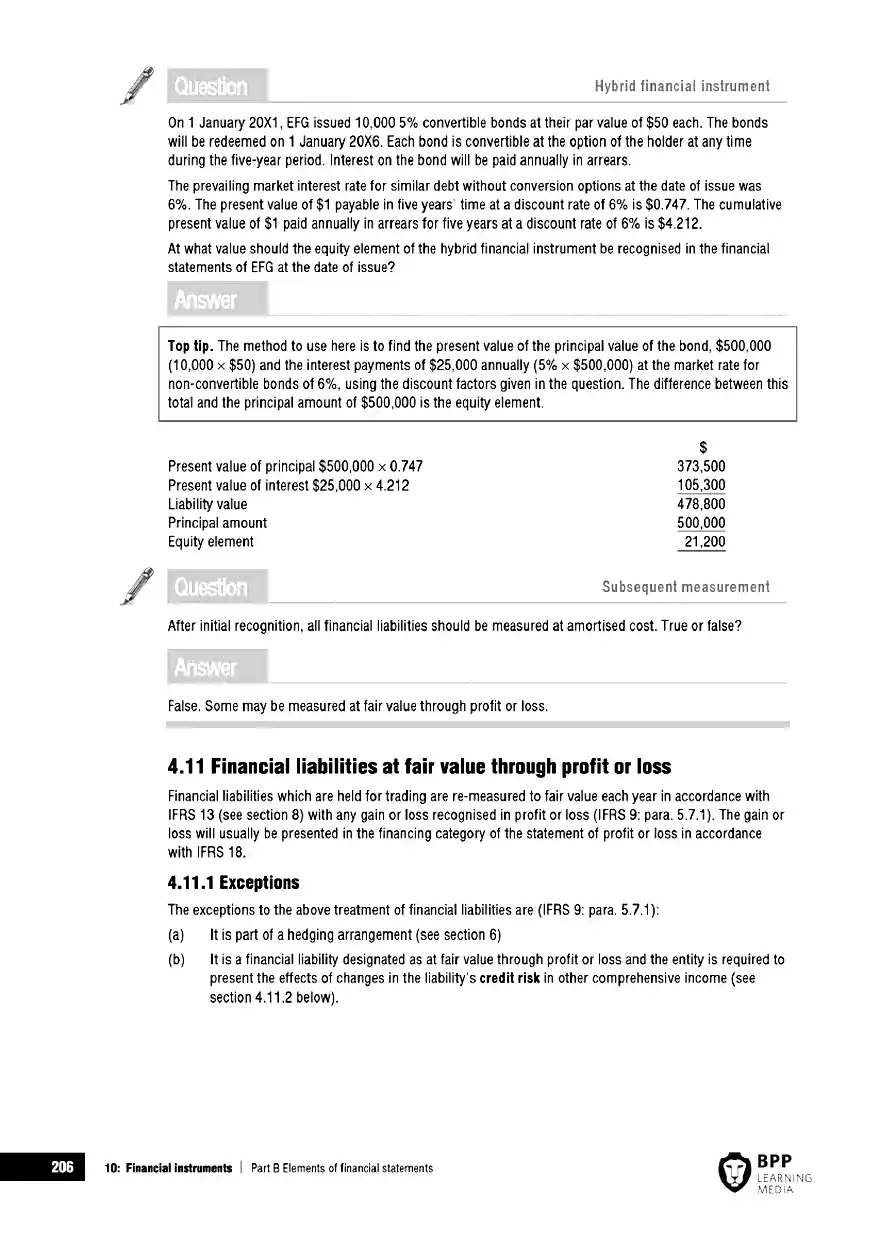 Question
Hybrid financial instrument
On 1 January 20X1, EFG issued 10,000 5% convertible bonds at their par value of $50 each. The bonds
will be redeemed on 1 January 20X6. Each bond is convertible at the option of the holder at any time
during the five-year period. Interest on the bond will be paid annually in arrears.
The prevailing market interest rate for similar debt without conversion options at the date of issue was
6%. The present value of $1 payable in five years' time at a discount rate of 6% is $0.747. The cumulative
present value of $1 paid annually in arrears for five years at a discount rate of 6% is $4.212.
At what value should the equity element of the hybrid financial instrument be recognised in the financial
statements of EFG at the date of issue?
Answer
Top tip. The method to use here is to find the present value of the principal value of the bond, $500,000
(10,000 × $50) and the interest payments of $25,000 annually (5% × $500,000) at the market rate for
non-convertible bonds of 6%, using the discount factors given in the question. The difference between this
total and the principal amount of $500,000 is the equity element.
$
Present value of principal $500,000 × 0.747 373,500
Present value of interest $25,000 × 4.212 105,300
Liability value 478,800
Principal amount 500,000
Equity element 21,200
Question
Subsequent measurement
After initial recognition, all financial liabilities should be measured at amortised cost. True or false?
Answer
False. Some may be measured at fair value through profit or loss.
4.11 Financial liabilities at fair value through profit or loss
Financial liabilities which are held for trading are re-measured to fair value each year in accordance with
IFRS 13 (see section 8) with any gain or loss recognised in profit or loss (IFRS 9: para. 5.7.1). The gain or
loss will usually be presented in the financing category of the statement of profit or loss in accordance
with IFRS 18.
4.11.1 Exceptions
The exceptions to the above treatment of financial liabilities are (IFRS 9: para. 5.7.1):
(a) It is part of a hedging arrangement (see section 6)
(b) It is a financial liability designated as at fair value through profit or loss and the entity is required to
present the effects of changes in the liability's credit risk in other comprehensive income (see
section 4.11.2 below).
206 10: Financial instruments | Part B Elements of financial statements
BPP
LEARNING
MEDIA